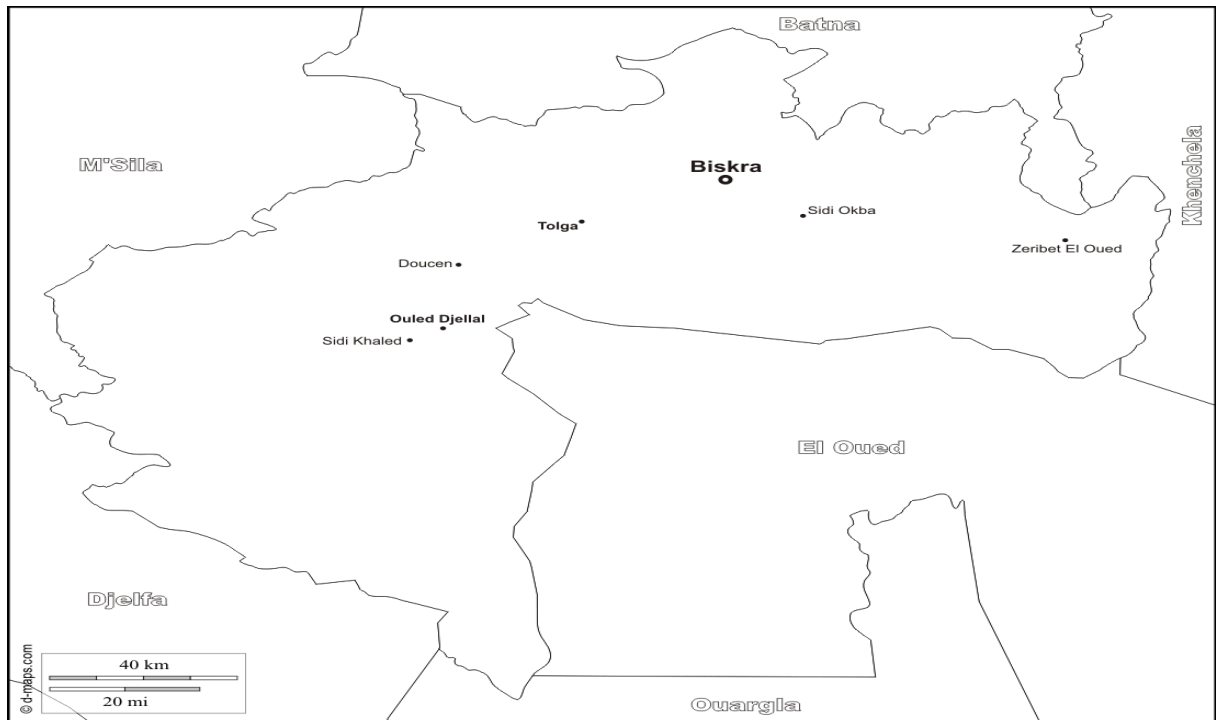 Batna
M'Sila
Khenchela
Biskra
Sidi Okba
Tolga
Zeribet El Oued
Doucen
Ouled Djellal
Sidi Khaled
El Oued
Djelfa
40 km
20 mi
Ouargla
© d-maps.com